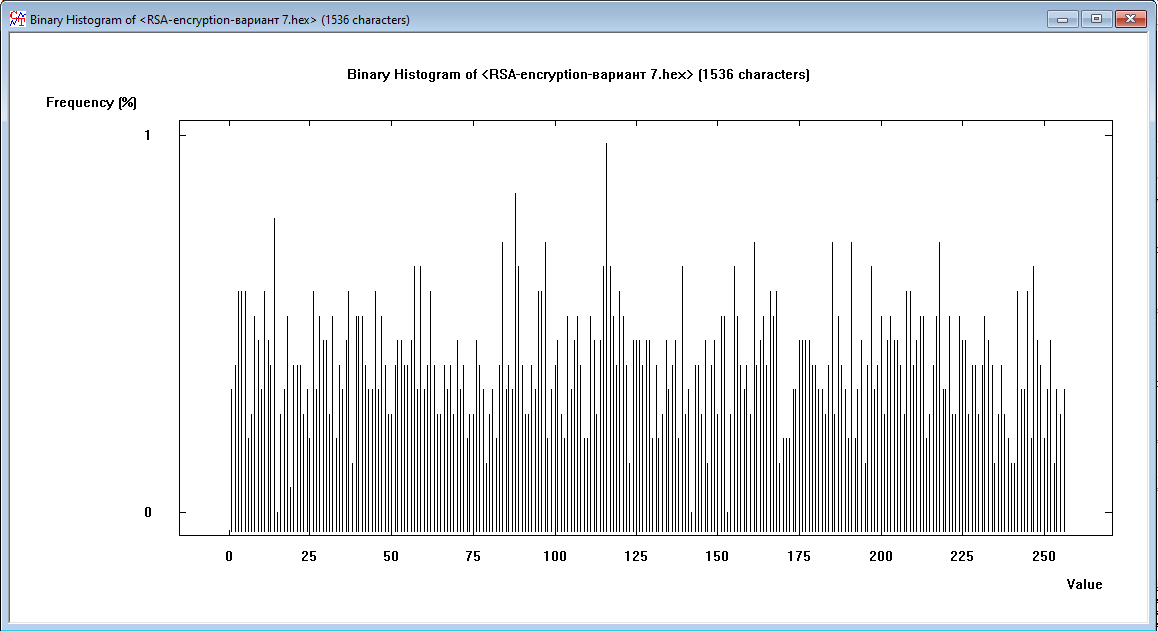 Binary Histogram of <RSA-encryption-вариант 7.hex> (1536 characters)
Binary Histogram of <RSA-encryption-вариант 7.hex> (1536 characters)
Frequency (%)
1
0
0 25 50 75 100 125 150 175 200 225 250
Value